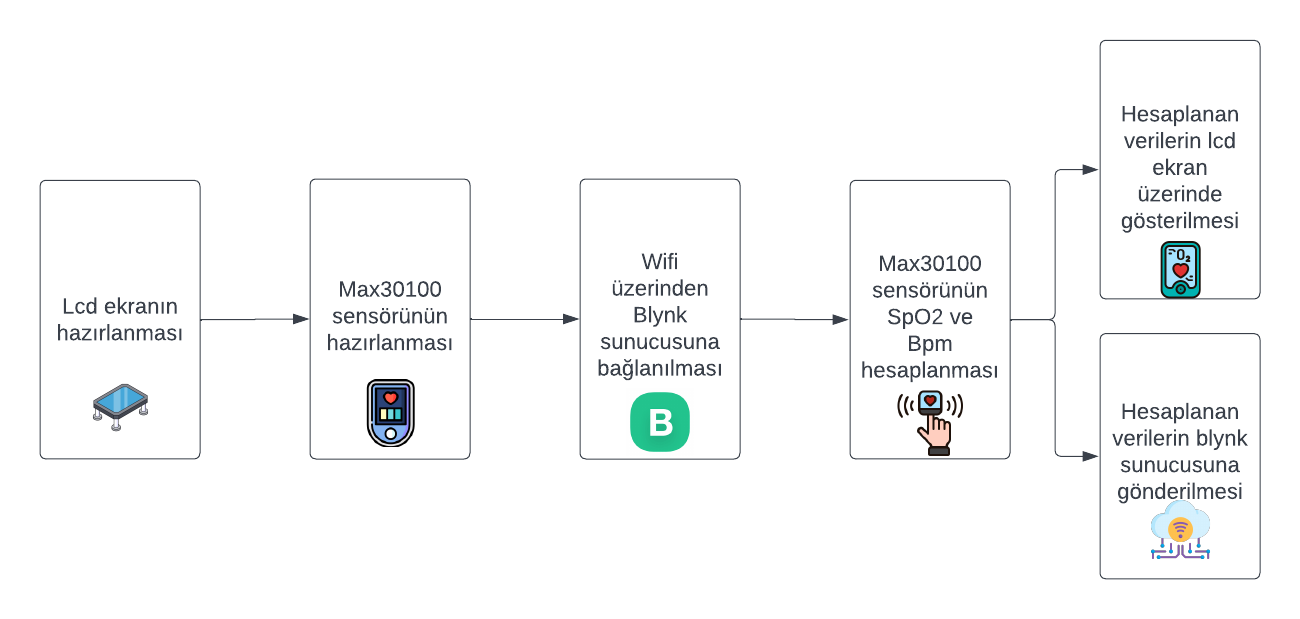 Lcd ekranın
hazırlanması
Max30100
sensörünün
hazırlanması
Wifi
üzerinden
Blynk
sunucusuna
bağlanılması
B
Max30100
sensörünün
SpO2 ve
Bpm
hesaplanması
Hesaplanan
verilerin lcd
ekran
üzerinde
gösterilmesi
O2
Hesaplanan
verilerin blynk
sunucusuna
gönderilmesi